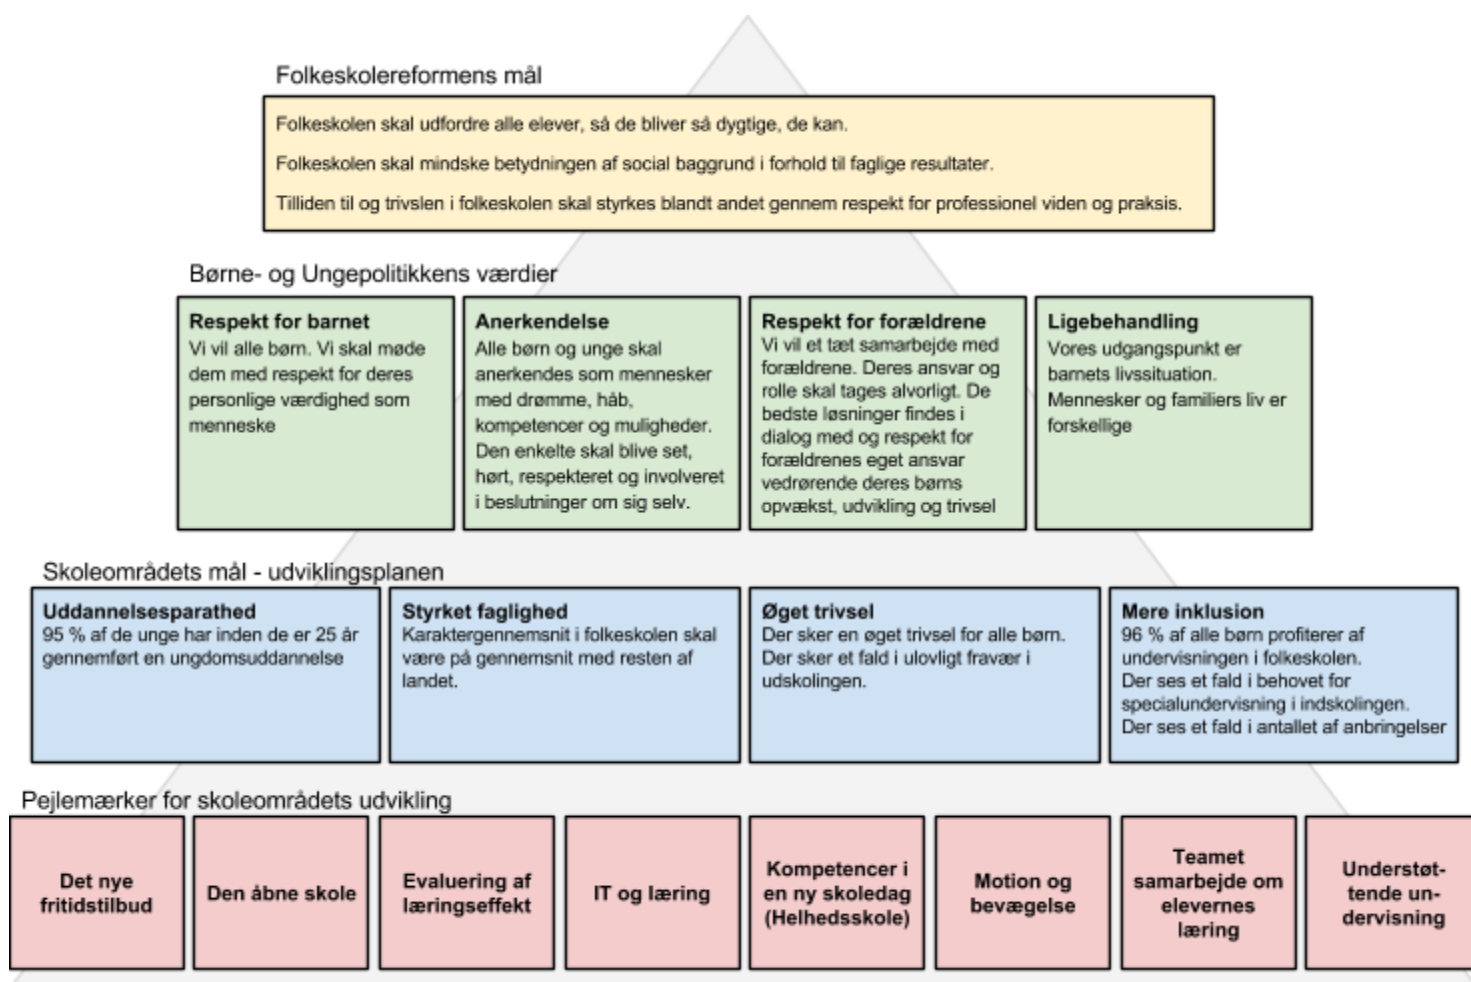 Folkeskolereformens mål
Folkeskolen skal udfordre alle elever, så de bliver så dygtige, de kan.
Folkeskolen skal mindske betydningen af social baggrund i forhold til faglige resultater.
Tilliden til og trivslen i folkeskolen skal styrkes blandt andet gennem respekt for professionel viden og praksis.
Børne- og Ungepolitikkens værdier
Respekt for barnet
Vi vil alle børn. Vi skal møde
dem med respekt for deres
personlige værdighed som
menneske
Anerkendelse
Alle børn og unge skal
anerkendes som mennesker
med drømme, håb,
kompetencer og muligheder.
Den enkelte skal blive set,
hørt, respekteret og involveret
i beslutninger om sig selv.
Respekt for forældrene
Vi vil et tæt samarbejde med
forældrene. Deres ansvar og
rolle skal tages alvorligt. De
bedste løsninger findes i
dialog med og respekt for
forældrenes eget ansvar
vedrørende deres børns
opvækst, udvikling og trivsel
Ligebehandling
Vores udgangspunkt er
barnets livssituation.
Mennesker og familiers liv er
forskellige
Skoleområdets mål - udviklingsplanen
Uddannelsesparathed
95 % af de unge har inden de er 25 år
gennemført en ungdomsuddannelse
Styrket faglighed
Karaktergennemsnit i folkeskolen skal
være på gennemsnit med resten af
landet.
Øget trivsel
Der sker en øget trivsel for alle børn.
Der sker et fald i ulovligt fravær i
udskolingen.
Mere inklusion
96 % af alle børn profiterer af
undervisningen i folkeskolen.
Der ses et fald i behovet for
specialundervisning i indskolingen.
Der ses et fald i antallet af anbringelser
Pejlemærker for skoleområdets udvikling
Det nye
fritidstilbud
Den åbne skole
Evaluering af
læringseffekt
IT og læring
Kompetencer i
en ny skoledag
(Helhedsskole)
Motion og
bevægelse
Teamet
samarbejde om
elevernes
læring
Understøt-
tende un-
dervisning